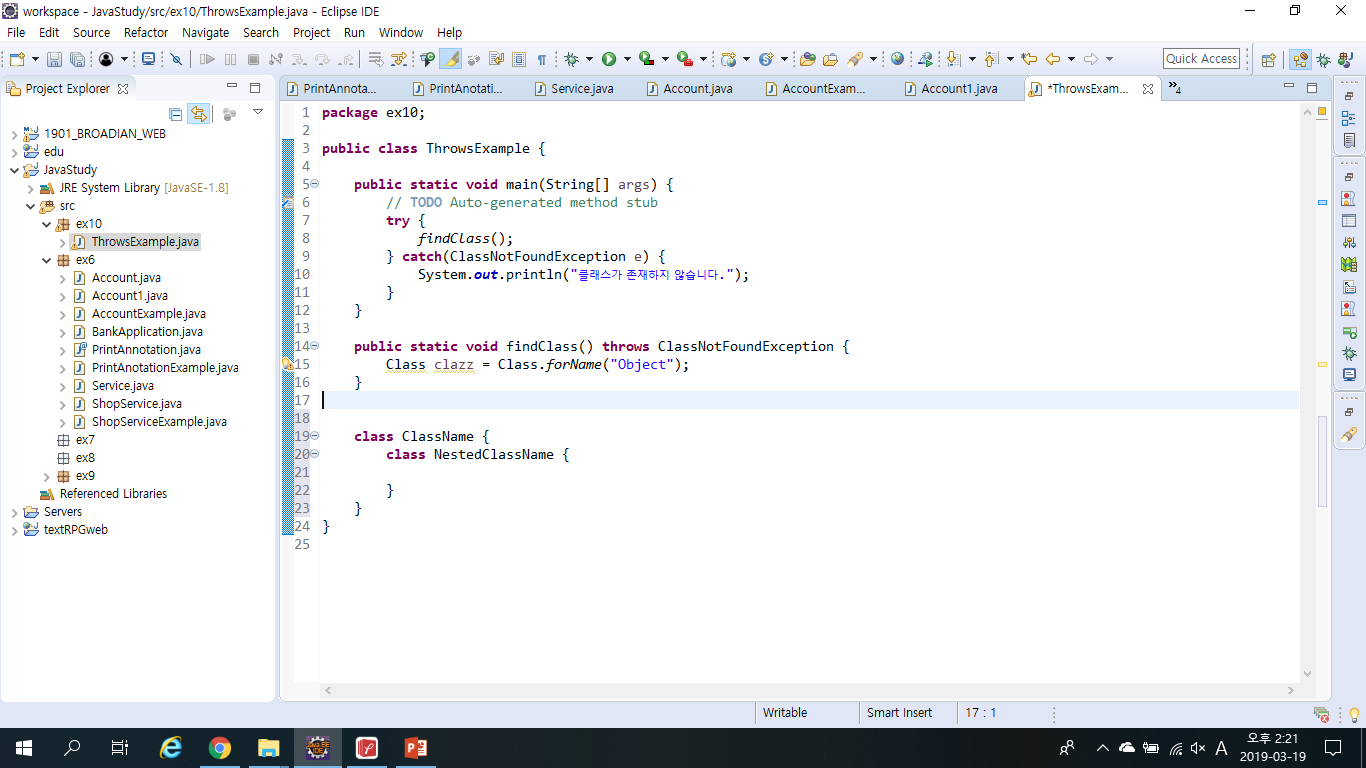 workspace - JavaStudy/src/ex10/ThrowsExample.java - Eclipse IDE
File Edit Source Refactor Navigate Search Project Run Window Help
Quick Access
Project Explorer
PrintAnnota... PrintAnotati... Service.java Account.java AccountExam... Account1.java *ThrowsExam... »4
1901_BROADIAN_WEB
edu
JavaStudy
JRE System Library [JavaSE-1.8]
src
ex10
ThrowsExample.java
ex6
Account.java
Account1.java
AccountExample.java
BankApplication.java
PrintAnnotation.java
PrintAnotationExample.java
Service.java
ShopService.java
ShopServiceExample.java
ex7
ex8
ex9
Referenced Libraries
Servers
textRPGweb
1 package ex10;
2
3 public class ThrowsExample {
4
5 public static void main(String[] args) {
6 // TODO Auto-generated method stub
7 try {
8 findClass();
9 } catch(ClassNotFoundException e) {
10 System.out.println("클래스가 존재하지 않습니다.");
11 }
12 }
13
14 public static void findClass() throws ClassNotFoundException {
15 Class clazz = Class.forName("Object");
16 }
17
18
19 class ClassName {
20 class NestedClassName {
21
22 }
23 }
24 }
25
Writable Smart Insert 17 : 1
A 오후 2:21
2019-03-19